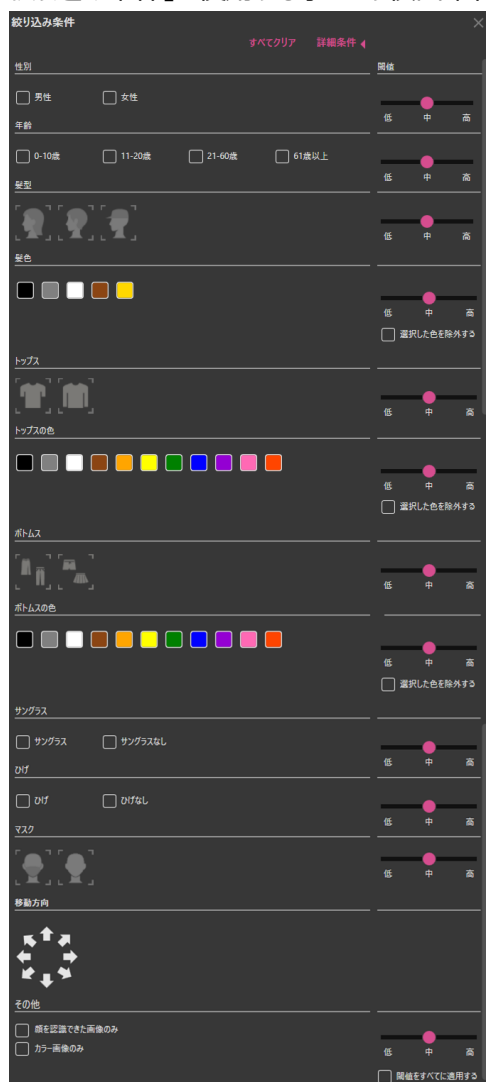 絞り込み条件
すべてクリア 詳細条件
性別 閾値
男性 女性
低 中 高
年齢
0-10歳 11-20歳 21-60歳 61歳以上
低 中 高
髪型
低 中 高
髪色
低 中 高
選択した色を除外する
トップス
低 中 高
トップスの色
低 中 高
選択した色を除外する
ボトムス
低 中 高
ボトムスの色
低 中 高
選択した色を除外する
サングラス
サングラス サングラスなし
低 中 高
ひげ
ひげ ひげなし
低 中 高
マスク
低 中 高
移動方向
その他
顔を認識できた画像のみ
カラー画像のみ
低 中 高
閾値をすべてに適用する